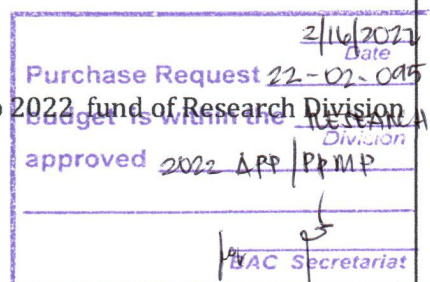 2/16/2022
Date
Purchase Request 22-02-095
o 2022 fund of Research Division
budget is within the RESEARCH
Division
approved 2022 APP/PPMP
BAC Secretariat